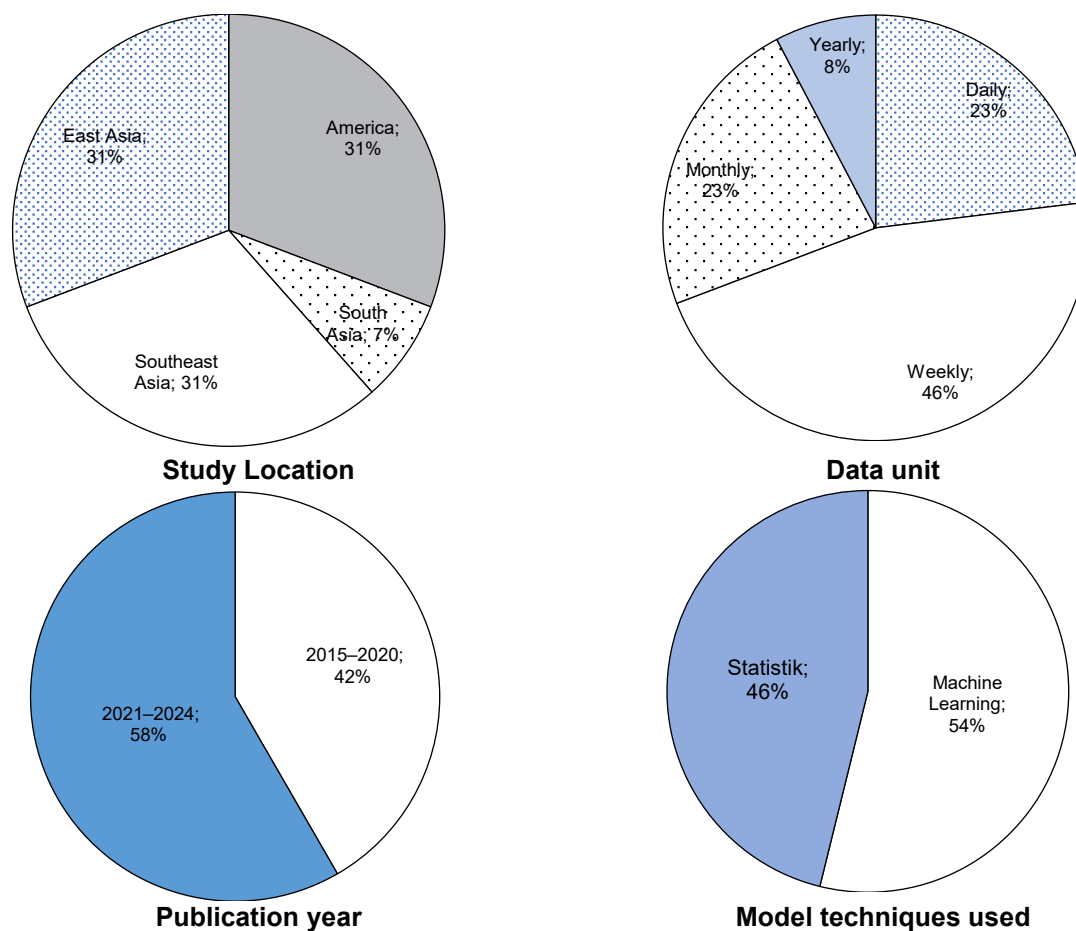 East Asia;
31%
America;
31%
South
Asia; 7%
Southeast
Asia; 31%
Study Location
Yearly;
8%
Daily;
23%
Monthly;
23%
Weekly;
46%
Data unit
2015–2020;
42%
2021–2024;
58%
Publication year
Statistik;
46%
Machine
Learning;
54%
Model techniques used